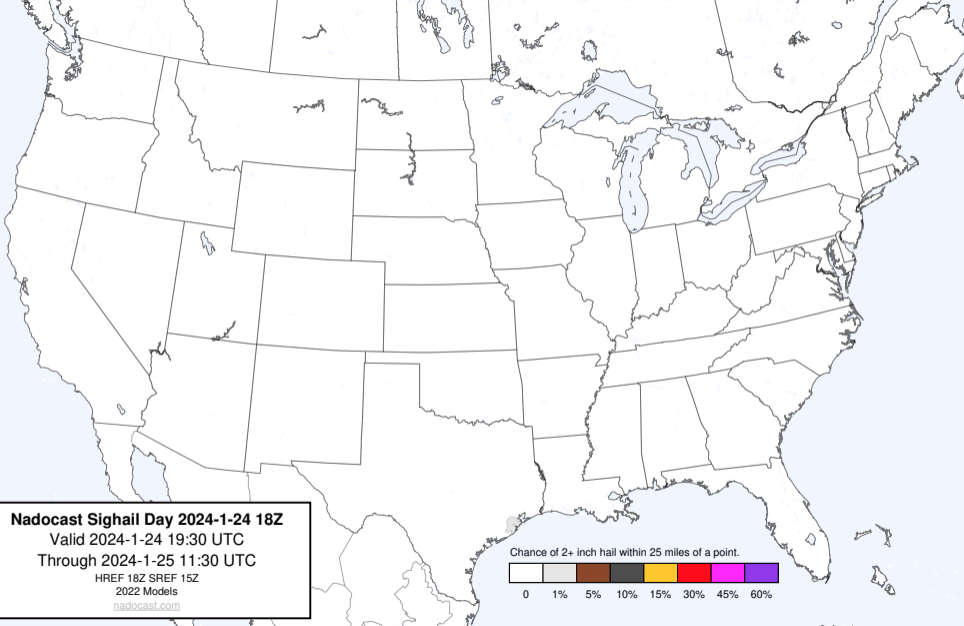 Nadocast Sighail Day 2024-1-24 18Z
Valid 2024-1-24 19:30 UTC
Through 2024-1-25 11:30 UTC
HREF 18Z SREF 15Z
2022 Models
nadocast.com
Chance of 2+ inch hail within 25 miles of a point.
0 1% 5% 10% 15% 30% 45% 60%